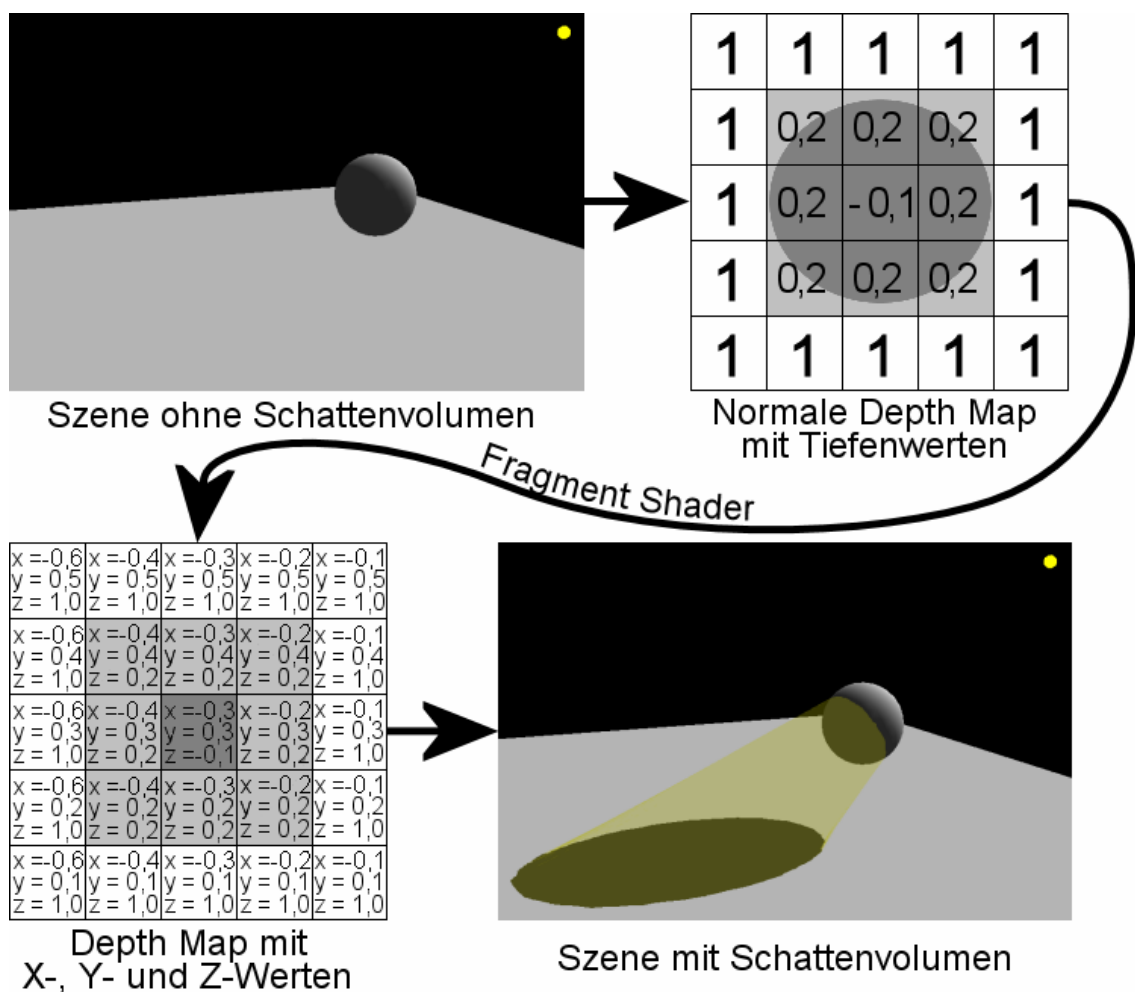 1 1 1 1 1
1 0,2 0,2 0,2 1
1 0,2 - 0,1 0,2 1
1 0,2 0,2 0,2 1
1 1 1 1 1
Szene ohne Schattenvolumen
Normale Depth Map
mit Tiefenwerten
Fragment Shader
x =-0,6 x =-0,4 x =-0,3 x =-0,2 x =-0,1
y = 0,5 y = 0,5 y = 0,5 y = 0,5 y = 0,5
z = 1,0 z = 1,0 z = 1,0 z = 1,0 z = 1,0
x =-0,6 x =-0,4 x =-0,3 x =-0,2 x =-0,1
y = 0,4 y = 0,4 y = 0,4 y = 0,4 y = 0,4
z = 1,0 z = 0,2 z = 0,2 z = 0,2 z = 1,0
x =-0,6 x =-0,4 x =-0,3 x =-0,2 x =-0,1
y = 0,3 y = 0,3 y = 0,3 y = 0,3 y = 0,3
z = 1,0 z = 0,2 z =-0,1 z = 0,2 z = 1,0
x =-0,6 x =-0,4 x =-0,3 x =-0,2 x =-0,1
y = 0,2 y = 0,2 y = 0,2 y = 0,2 y = 0,2
z = 1,0 z = 0,2 z = 0,2 z = 0,2 z = 1,0
x =-0,6 x =-0,4 x =-0,3 x =-0,2 x =-0,1
y = 0,1 y = 0,1 y = 0,1 y = 0,1 y = 0,1
z = 1,0 z = 1,0 z = 1,0 z = 1,0 z = 1,0
Depth Map mit
X-, Y- und Z-Werten
Szene mit Schattenvolumen